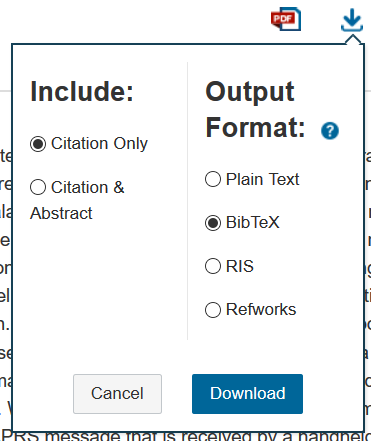 PDF
Include:
Citation Only
Citation &
Abstract
Output
Format: ?
Plain Text
BibTeX
RIS
Refworks
Cancel
Download
PRS message that is received by a handheld